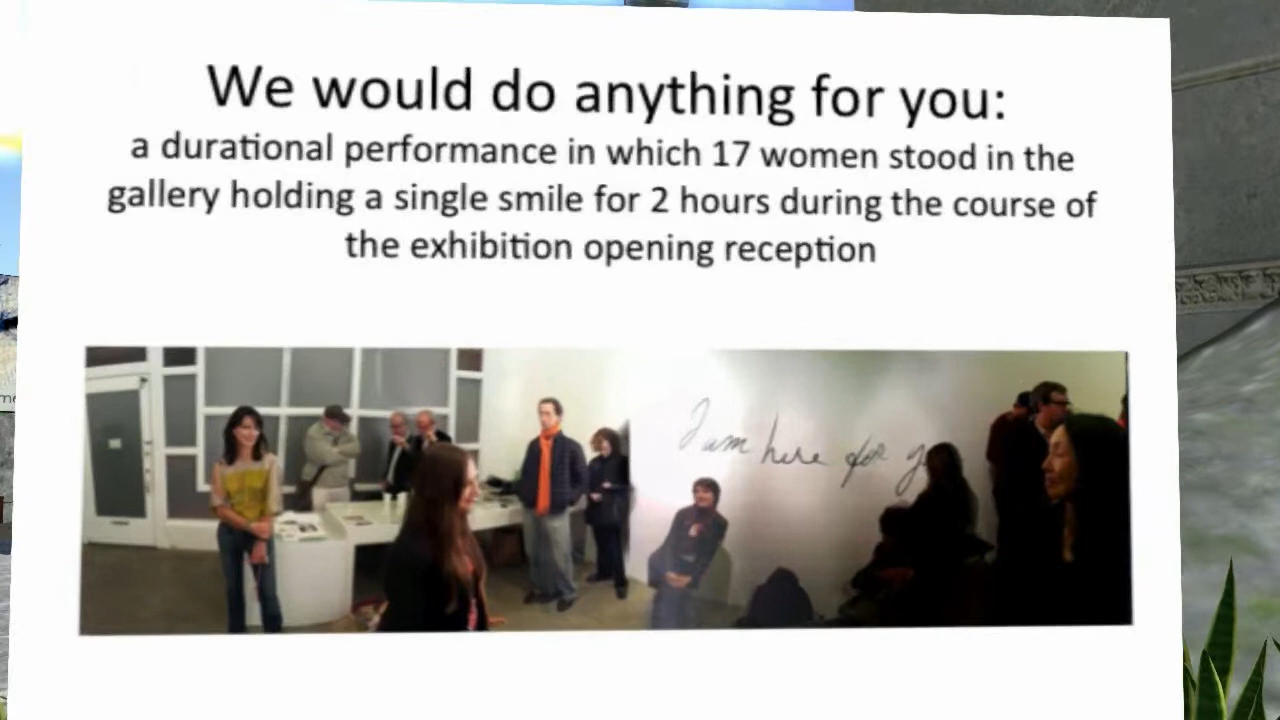 We would do anything for you:
a durational performance in which 17 women stood in the
gallery holding a single smile for 2 hours during the course of
the exhibition opening reception
I am here for